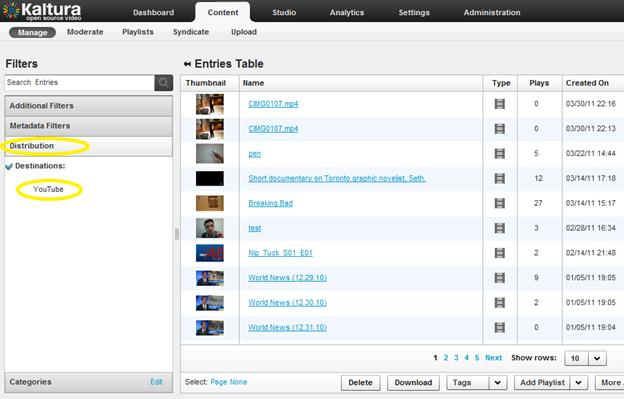 Kaltura
open source video
Dashboard Content Studio Analytics Settings Administration
Manage Moderate Playlists Syndicate Upload
Filters
Search Entries
Additional Filters
Metadata Filters
Distribution
Destinations:
YouTube
Categories Edit
Entries Table
Thumbnail Name Type Plays Created On
CIMG0107.mp4 0 03/30/11 22:16
CIMG0107.mp4 0 03/30/11 22:13
pen 5 03/22/11 14:44
Short documentary on Toronto graphic novelist, Seth. 12 03/14/11 17:18
Breaking Bad 27 03/14/11 15:17
test 3 02/28/11 16:34
Nip_Tuck_S01_E01 2 02/14/11 21:48
World News (12.29.10) 9 01/05/11 19:05
World News (12.30.10) 2 01/05/11 19:05
World News (12.31.10) 0 01/05/11 19:04
1 2 3 4 5 Next Show rows: 10
Select: Page None Delete Download Tags Add Playlist More